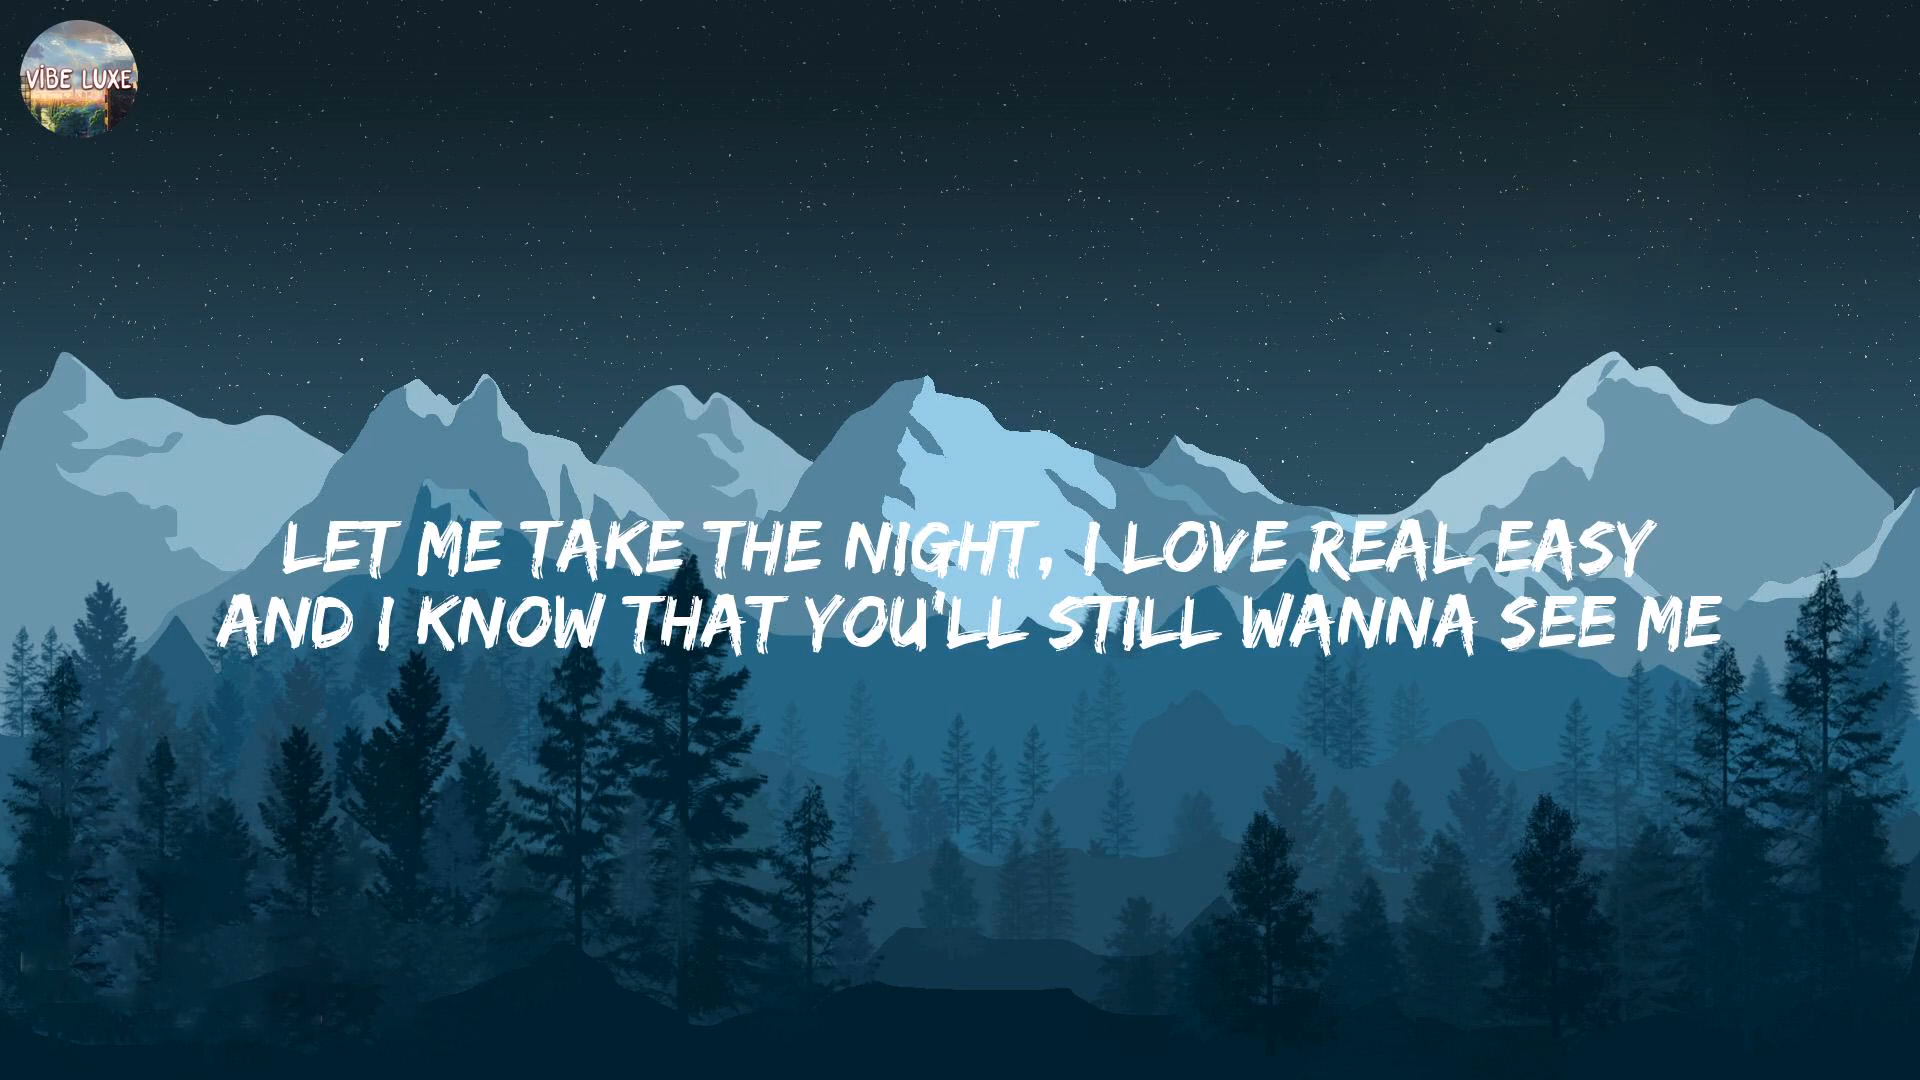 VİBE LUXE
LET ME TAKE THE NIGHT, I LOVE REAL EASY
AND I KNOW THAT YOU'LL STILL WANNA SEE ME